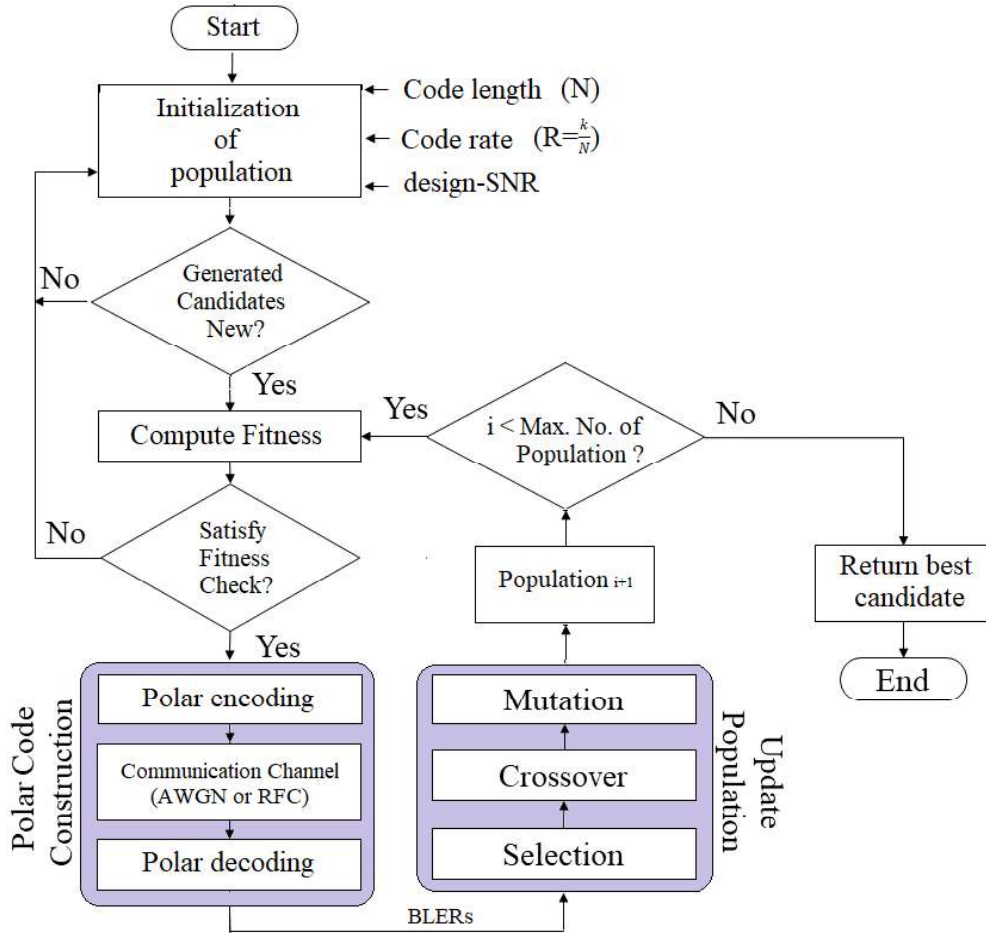 Start
Initialization
of
population
Code length (N)
Code rate (R=k/N)
design-SNR
No
Generated
Candidates
New?
Yes
Compute Fitness
Yes
i < Max. No. of
Population ?
No
No
Satisfy
Fitness
Check?
Yes
Population i+1
Return best
candidate
End
Polar Code
Construction
Polar encoding
Communication Channel
(AWGN or RFC)
Polar decoding
Mutation
Crossover
Selection
Update
Population
BLERs